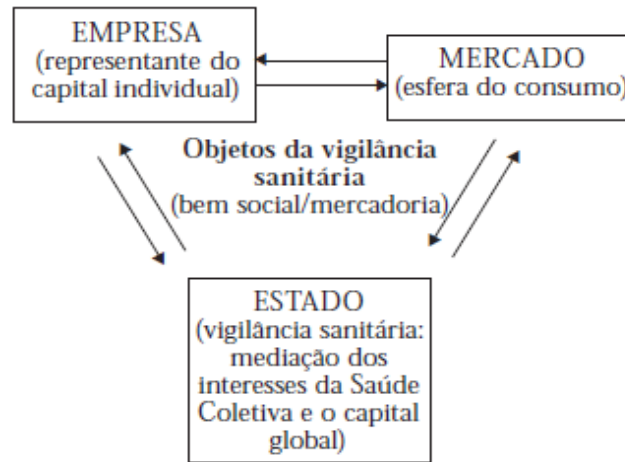 EMPRESA
(representante do
capital individual)
MERCADO
(esfera do consumo)
Objetos da vigilância
sanitária
(bem social/mercadoria)
ESTADO
(vigilância sanitária:
mediação dos
interesses da Saúde
Coletiva e o capital
global)